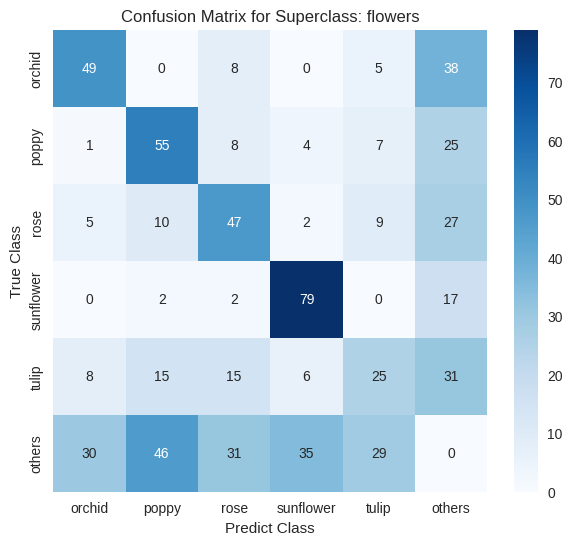 Confusion Matrix for Superclass: flowers
True Class
orchid 49 0 8 0 5 38
poppy 1 55 8 4 7 25
rose 5 10 47 2 9 27
sunflower 0 2 2 79 0 17
tulip 8 15 15 6 25 31
others 30 46 31 35 29 0
orchid poppy rose sunflower tulip others
Predict Class
70
60
50
40
30
20
10
0